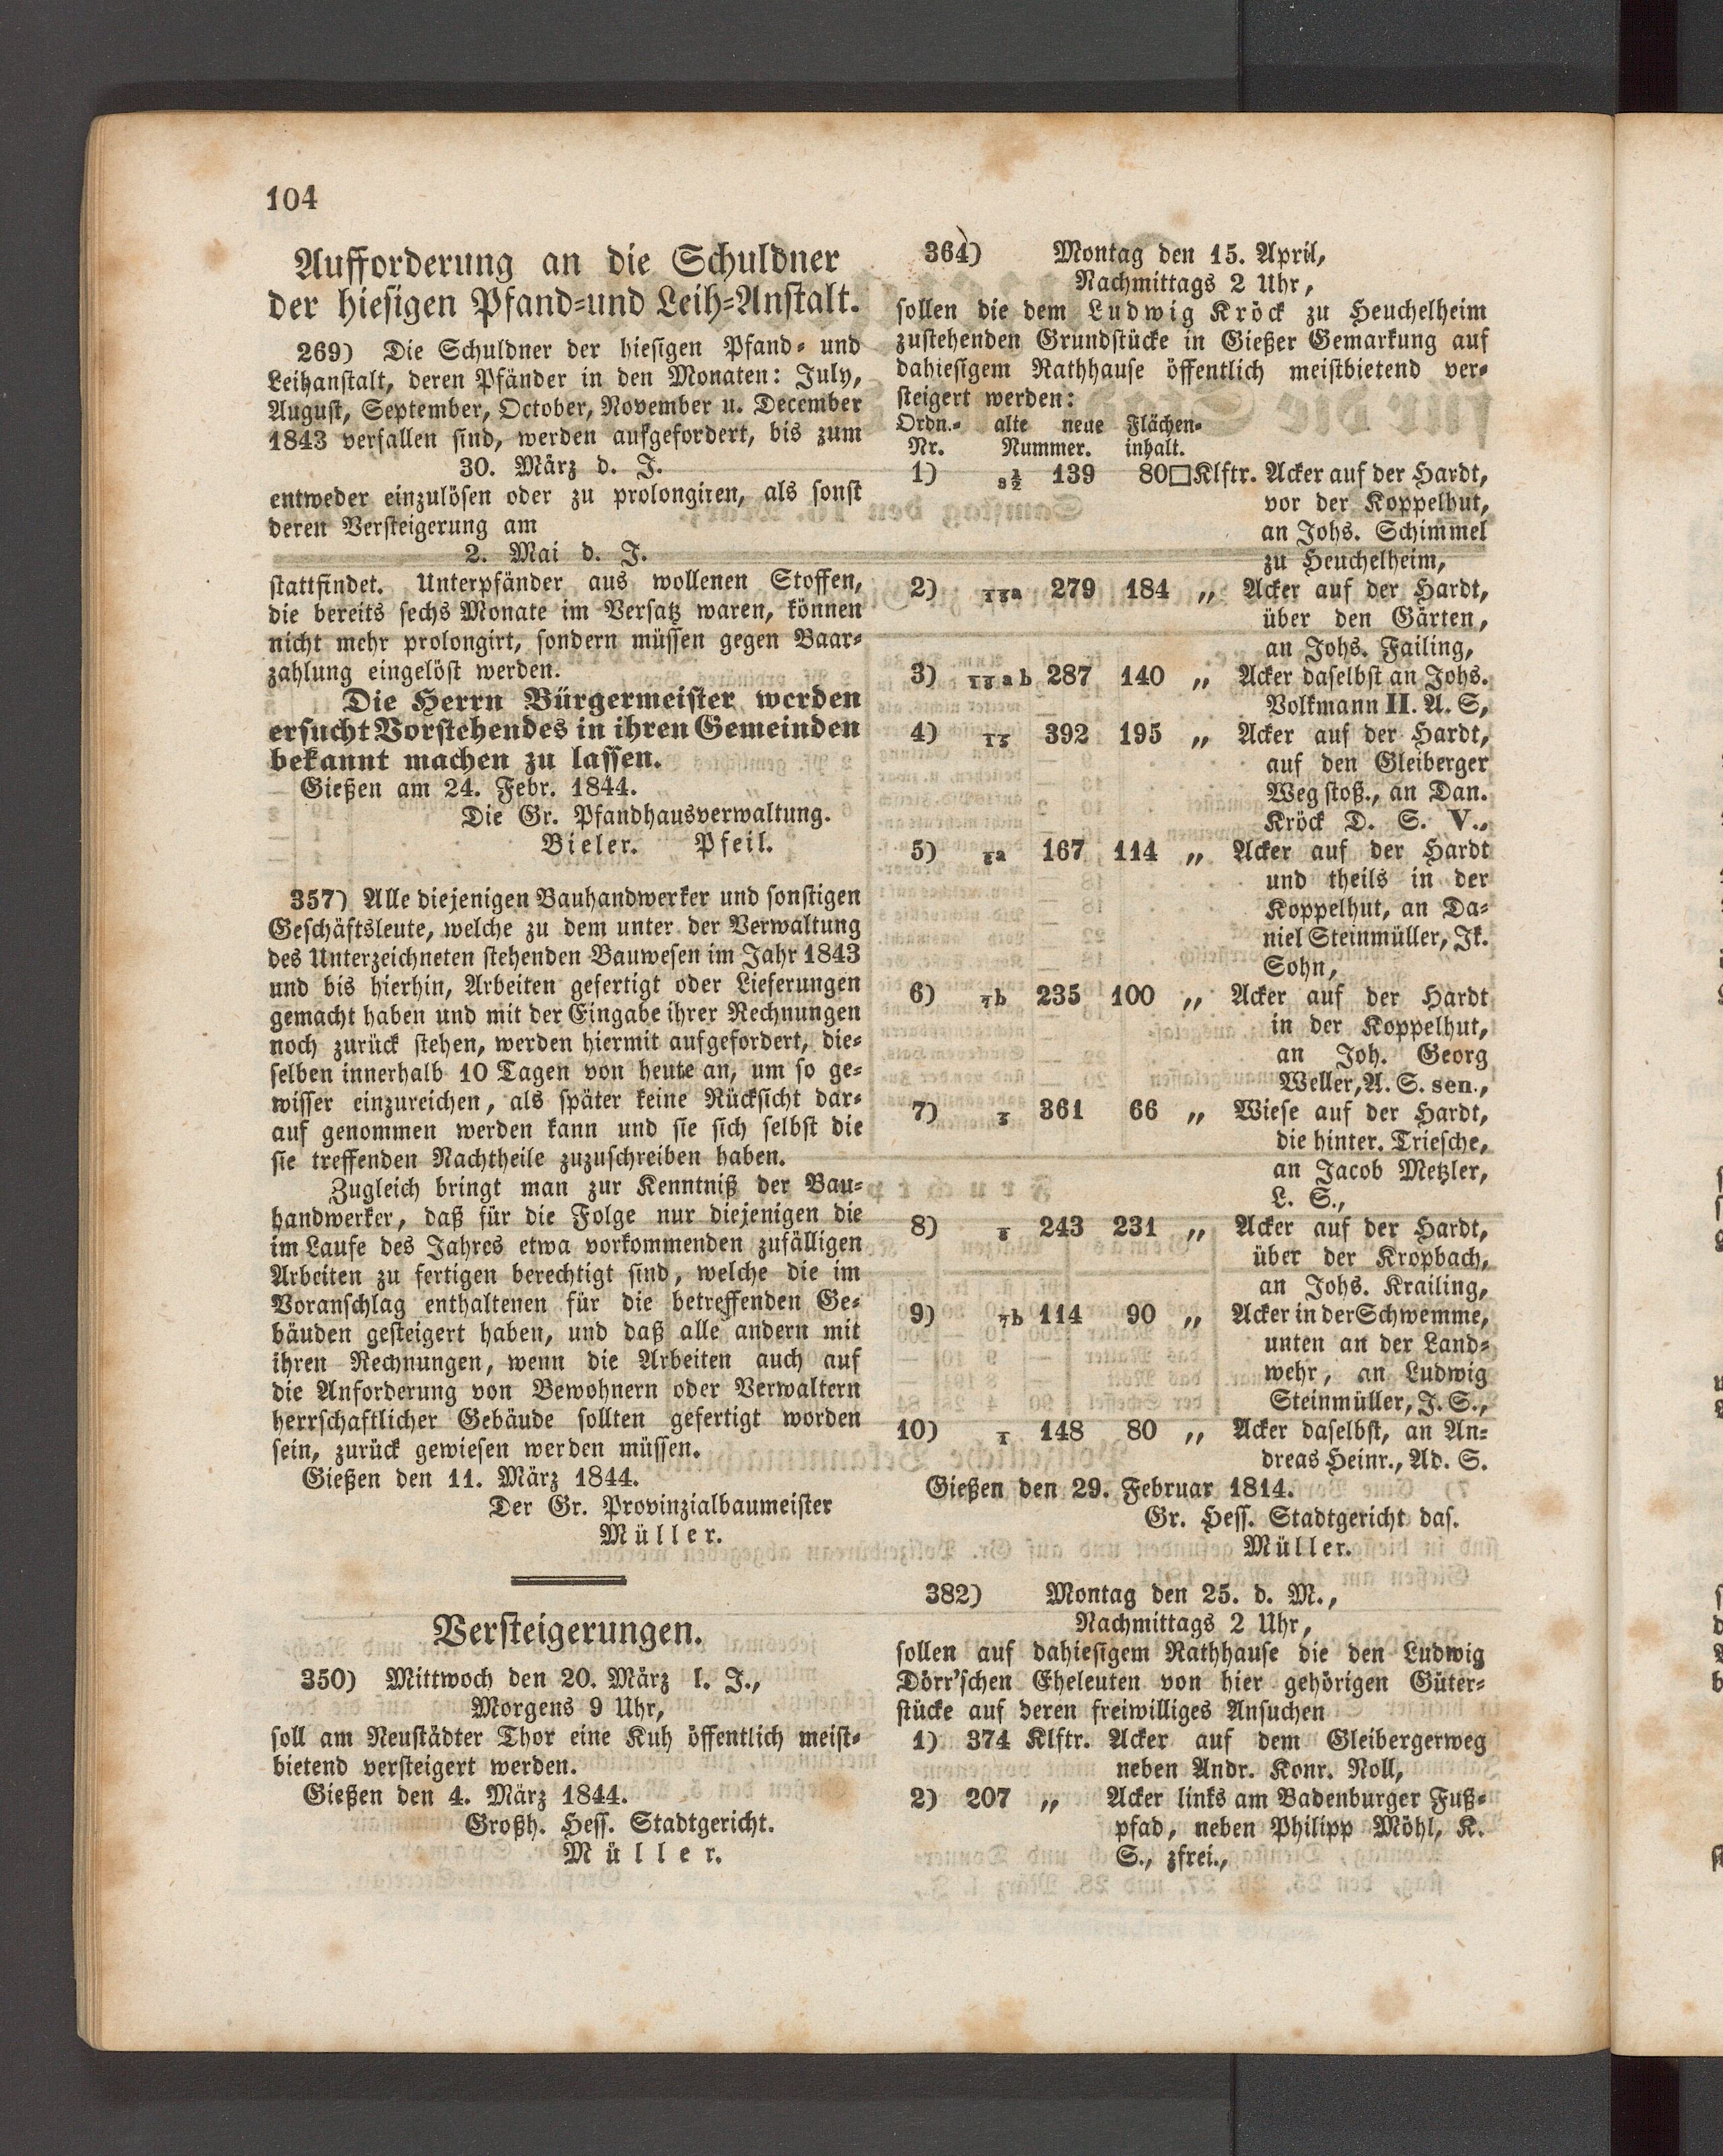 104
Aufforderung an die Schuldner
der hiesigen Pfand-und Leih-Anstalt.
269) Die Schuldner der hiesigen Pfand- und
Leihanstalt, deren Pfänder in den Monaten: July,
August, September, October, November u. December
1843 verfallen sind, werden aufgefordert, bis zum
30. März d. J.
entweder einzulösen oder zu prolongiren, als sonst
deren Versteigerung am
2. Mai d. J.
stattfindet. Unterpfänder aus wollenen Stoffen,
die bereits sechs Monate im Versatz waren, können
nicht mehr prolongirt, sondern müssen gegen Baar-
zahlung eingelöst werden.
Die Herrn Bürgermeister werden
ersucht Vorstehendes in ihren Gemeinden
bekannt machen zu lassen.
Gießen am 24. Febr. 1844.
Die Gr. Pfandhausverwaltung.
Bieler. Pfeil.
357) Alle diejenigen Bauhandwerker und sonstigen
Geschäftsleute, welche zu dem unter der Verwaltung
des Unterzeichneten stehenden Bauwesen im Jahr 1843
und bis hierhin, Arbeiten gefertigt oder Lieferungen
gemacht haben und mit der Eingabe ihrer Rechnungen
noch zurück stehen, werden hiermit aufgefordert, die-
selben innerhalb 10 Tagen von heute an, um so ge-
wisser einzureichen, als später keine Rücksicht dar-
auf genommen werden kann und sie sich selbst die
sie treffenden Nachtheile zuzuschreiben haben.
Zugleich bringt man zur Kenntniß der Bau-
handwerker, daß für die Folge nur diejenigen die
im Laufe des Jahres etwa vorkommenden zufälligen
Arbeiten zu fertigen berechtigt sind, welche die im
Voranschlag enthaltenen für die betreffenden Ge-
bäuden gesteigert haben, und daß alle andern mit
ihren Rechnungen, wenn die Arbeiten auch auf
die Anforderung von Bewohnern oder Verwaltern
herrschaftlicher Gebäude sollten gefertigt worden
sein, zurück gewiesen werden müssen.
Gießen den 11. März 1844.
Der Gr. Provinzialbaumeister
Müller.
Versteigerungen.
350) Mittwoch den 20. März l. J.,
Morgens 9 Uhr,
soll am Neustädter Thor eine Kuh öffentlich meist-
bietend versteigert werden.
Gießen den 4. März 1844.
Großh. Hess. Stadtgericht.
Müller.
364) Montag den 15. April,
Nachmittags 2 Uhr,
sollen die dem Ludwig Kröck zu Heuchelheim
zustehenden Grundstücke in Gießer Gemarkung auf
dahiesigem Rathhause öffentlich meistbietend ver-
steigert werden:
Ordn.- alte neue Flächen-
Nr. Nummer. inhalt.
1) 139 80□Klftr. Acker auf der Hardt,
vor der Koppelhut,
an Johs. Schimmel
zu Heuchelheim,
2) 279 184 „ Acker auf der Hardt,
über den Gärten,
an Johs. Failing,
3) 287 140 „ Acker daselbst an Johs.
Volkmann II. A. S,
4) 392 195 „ Acker auf der Hardt,
auf den Gleiberger
Weg stoß., an Dan.
Kröck D. S. V.,
5) 167 114 „ Acker auf der Hardt
und theils in der
Koppelhut, an Da-
niel Steinmüller, Jk.
Sohn,
6) 235 100 „ Acker auf der Hardt
in der Koppelhut,
an Joh. Georg
Weller, A. S. sen.,
7) 361 66 „ Wiese auf der Hardt,
die hinter. Triesche,
an Jacob Metzler,
L. S.,
8) 243 231 „ Acker auf der Hardt,
über der Kropbach,
an Johs. Krailing,
9) 114 90 „ Acker in der Schwemme,
unten an der Land-
wehr, an Ludwig
Steinmüller, J. S.,
10) 148 80 „ Acker daselbst, an An-
dreas Heinr., Ad. S.
Gießen den 29. Februar 1814.
Gr. Hess. Stadtgericht das.
Müller.
382) Montag den 25. d. M.,
Nachmittags 2 Uhr,
sollen auf dahiesigem Rathhause die den Ludwig
Dörr'schen Eheleuten von hier gehörigen Güter-
stücke auf deren freiwilliges Ansuchen
1) 374 Klftr. Acker auf dem Gleibergerweg
neben Andr. Konr. Noll,
2) 207 „ Acker links am Badenburger Fuß-
pfad, neben Philipp Möhl, K.
S., zfrei.,